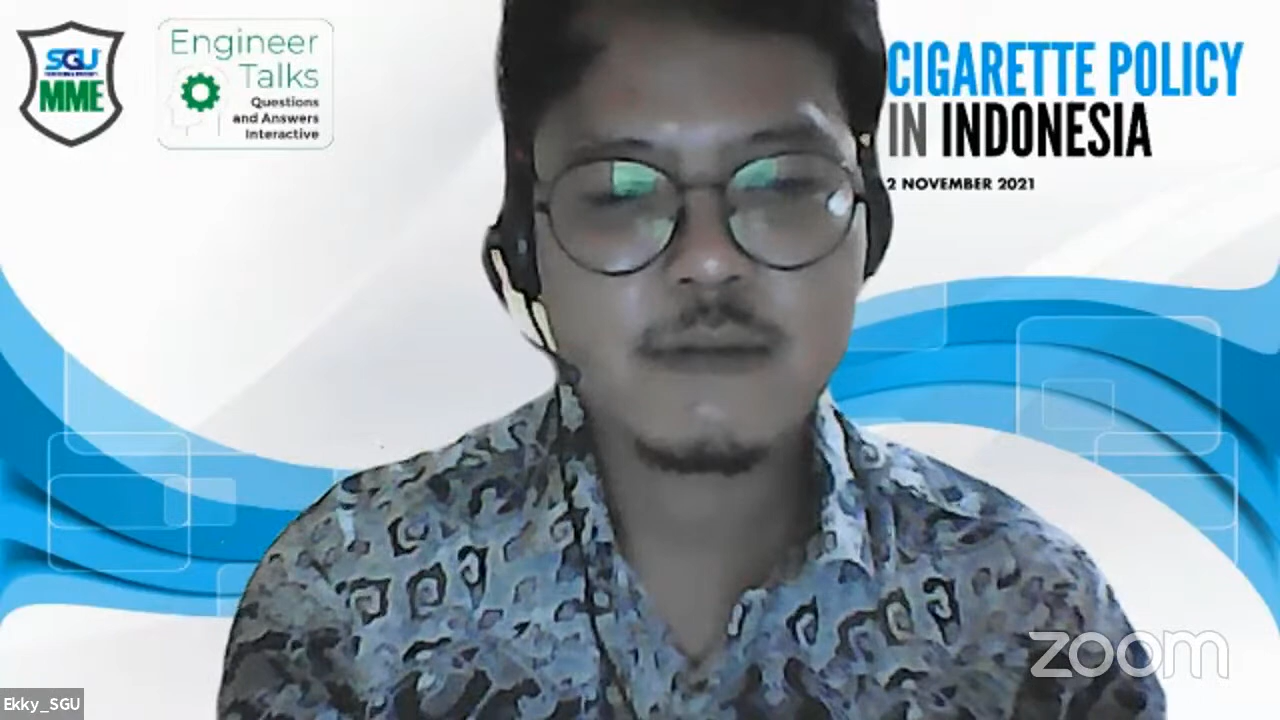 SGU
MME
Engineer
Talks
Questions
and Answers
Interactive
CIGARETTE POLICY
IN INDONESIA
2 NOVEMBER 2021
zoom
Ekky_SGU